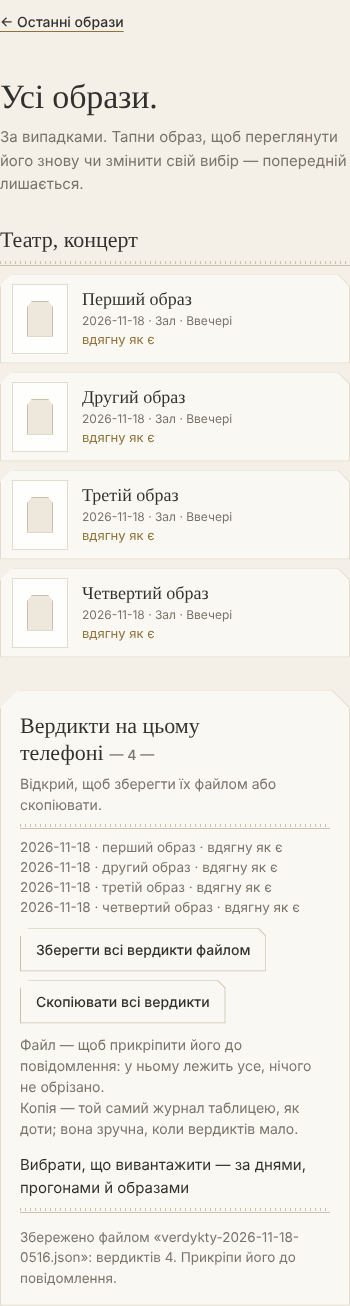 ← Останні образи
Усі образи.
За випадками. Тапни образ, щоб переглянути
його знову чи змінити свій вибір — попередній
лишається.
Театр, концерт
Перший образ
2026-11-18 · Зал · Ввечері
вдягну як є
Другий образ
2026-11-18 · Зал · Ввечері
вдягну як є
Третій образ
2026-11-18 · Зал · Ввечері
вдягну як є
Четвертий образ
2026-11-18 · Зал · Ввечері
вдягну як є
Вердикти на цьому
телефоні — 4 —
Відкрий, щоб зберегти їх файлом або
скопіювати.
2026-11-18 · перший образ · вдягну як є
2026-11-18 · другий образ · вдягну як є
2026-11-18 · третій образ · вдягну як є
2026-11-18 · четвертий образ · вдягну як є
Зберегти всі вердикти файлом
Скопіювати всі вердикти
Файл — щоб прикріпити його до
повідомлення: у ньому лежить усе, нічого
не обрізано.
Копія — той самий журнал таблицею, як
доти; вона зручна, коли вердиктів мало.
Вибрати, що вивантажити — за днями,
прогонами й образами
Збережено файлом «verdykty-2026-11-18-
0516.json»: вердиктів 4. Прикріпи його до
повідомлення.